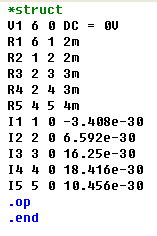 *struct
V1 6 0 DC = 0V
R1 6 1 2m
R2 1 2 2m
R3 2 3 3m
R4 2 4 3m
R5 4 5 4m
I1 1 0 -3.408e-30
I2 2 0 6.592e-30
I3 3 0 16.25e-30
I4 4 0 18.416e-30
I5 5 0 10.456e-30
.op
.end